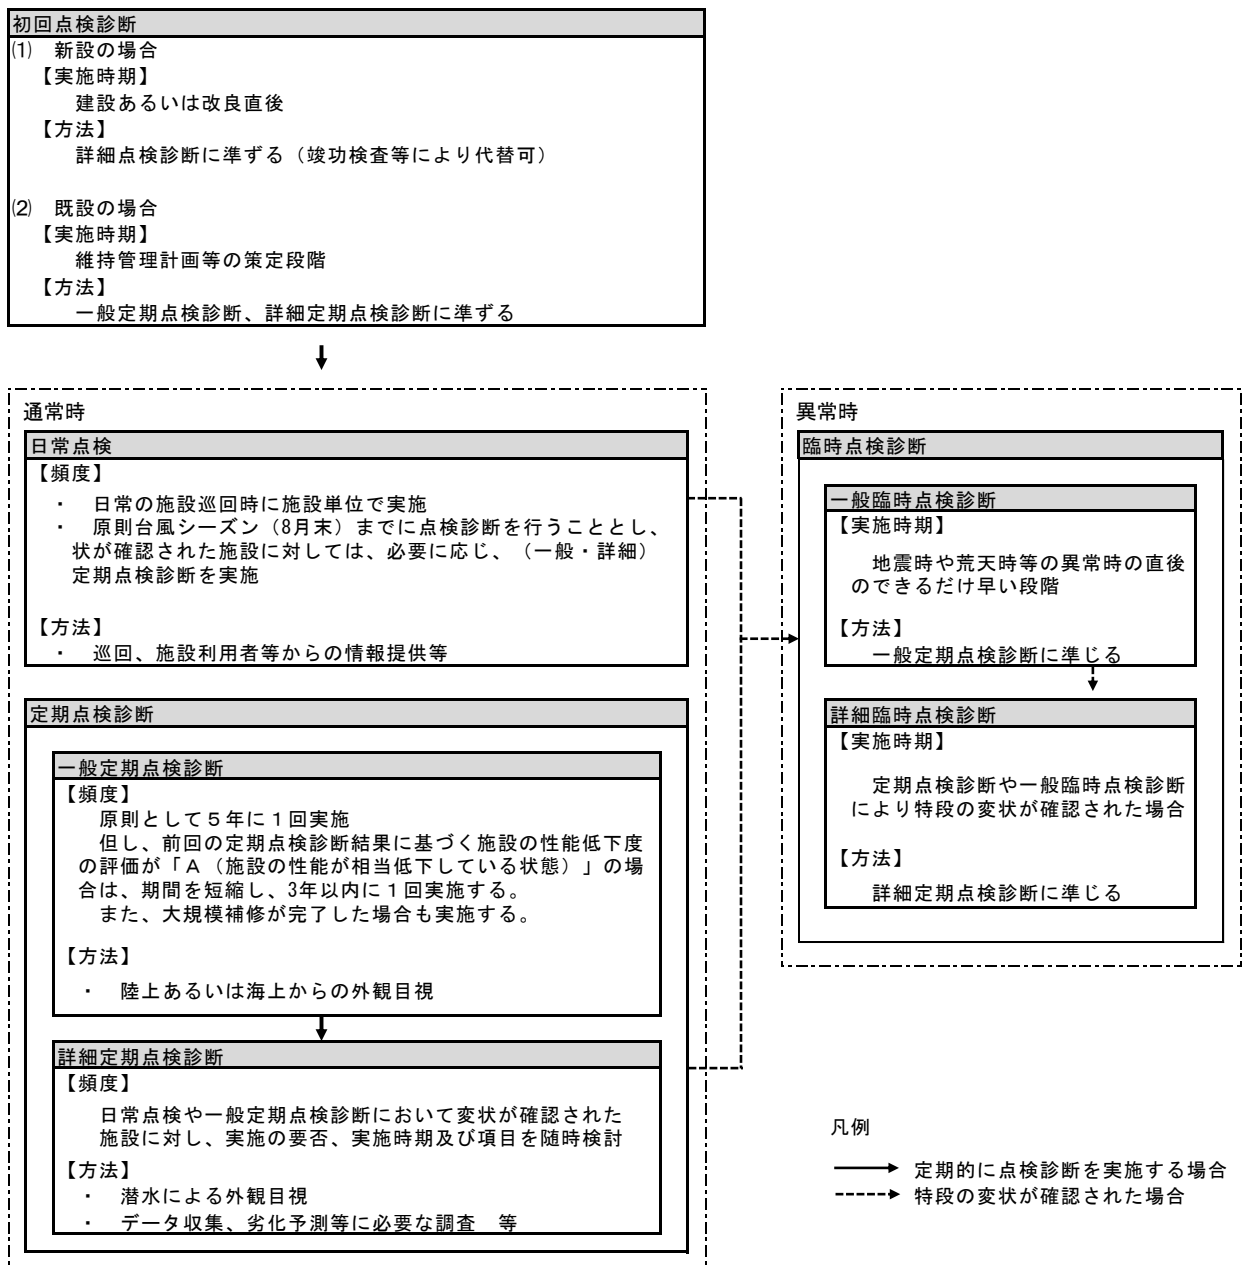 初回点検診断
⑴　新設の場合
【実施時期】
建設あるいは改良直後
【方法】
詳細点検診断に準ずる（竣功検査等により代替可）
⑵　既設の場合
【実施時期】
維持管理計画等の策定段階
【方法】
一般定期点検診断、詳細定期点検診断に準ずる
通常時
日常点検
【頻度】
・　日常の施設巡回時に施設単位で実施
・　原則台風シーズン（8月末）までに点検診断を行うこととし、
状が確認された施設に対しては、必要に応じ、（一般・詳細）
定期点検診断を実施
【方法】
・　巡回、施設利用者等からの情報提供等
定期点検診断
一般定期点検診断
【頻度】
原則として５年に１回実施
但し、前回の定期点検診断結果に基づく施設の性能低下度
の評価が「Ａ（施設の性能が相当低下している状態）」の場
合は、期間を短縮し、3年以内に１回実施する。
また、大規模補修が完了した場合も実施する。
【方法】
・　陸上あるいは海上からの外観目視
詳細定期点検診断
【頻度】
日常点検や一般定期点検診断において変状が確認された
施設に対し、実施の要否、実施時期及び項目を随時検討
【方法】
・　潜水による外観目視
・　データ収集、劣化予測等に必要な調査　等
異常時
臨時点検診断
一般臨時点検診断
【実施時期】
地震時や荒天時等の異常時の直後
のできるだけ早い段階
【方法】
一般定期点検診断に準じる
詳細臨時点検診断
【実施時期】
定期点検診断や一般臨時点検診断
により特段の変状が確認された場合
【方法】
詳細定期点検診断に準じる
凡例
定期的に点検診断を実施する場合
特段の変状が確認された場合